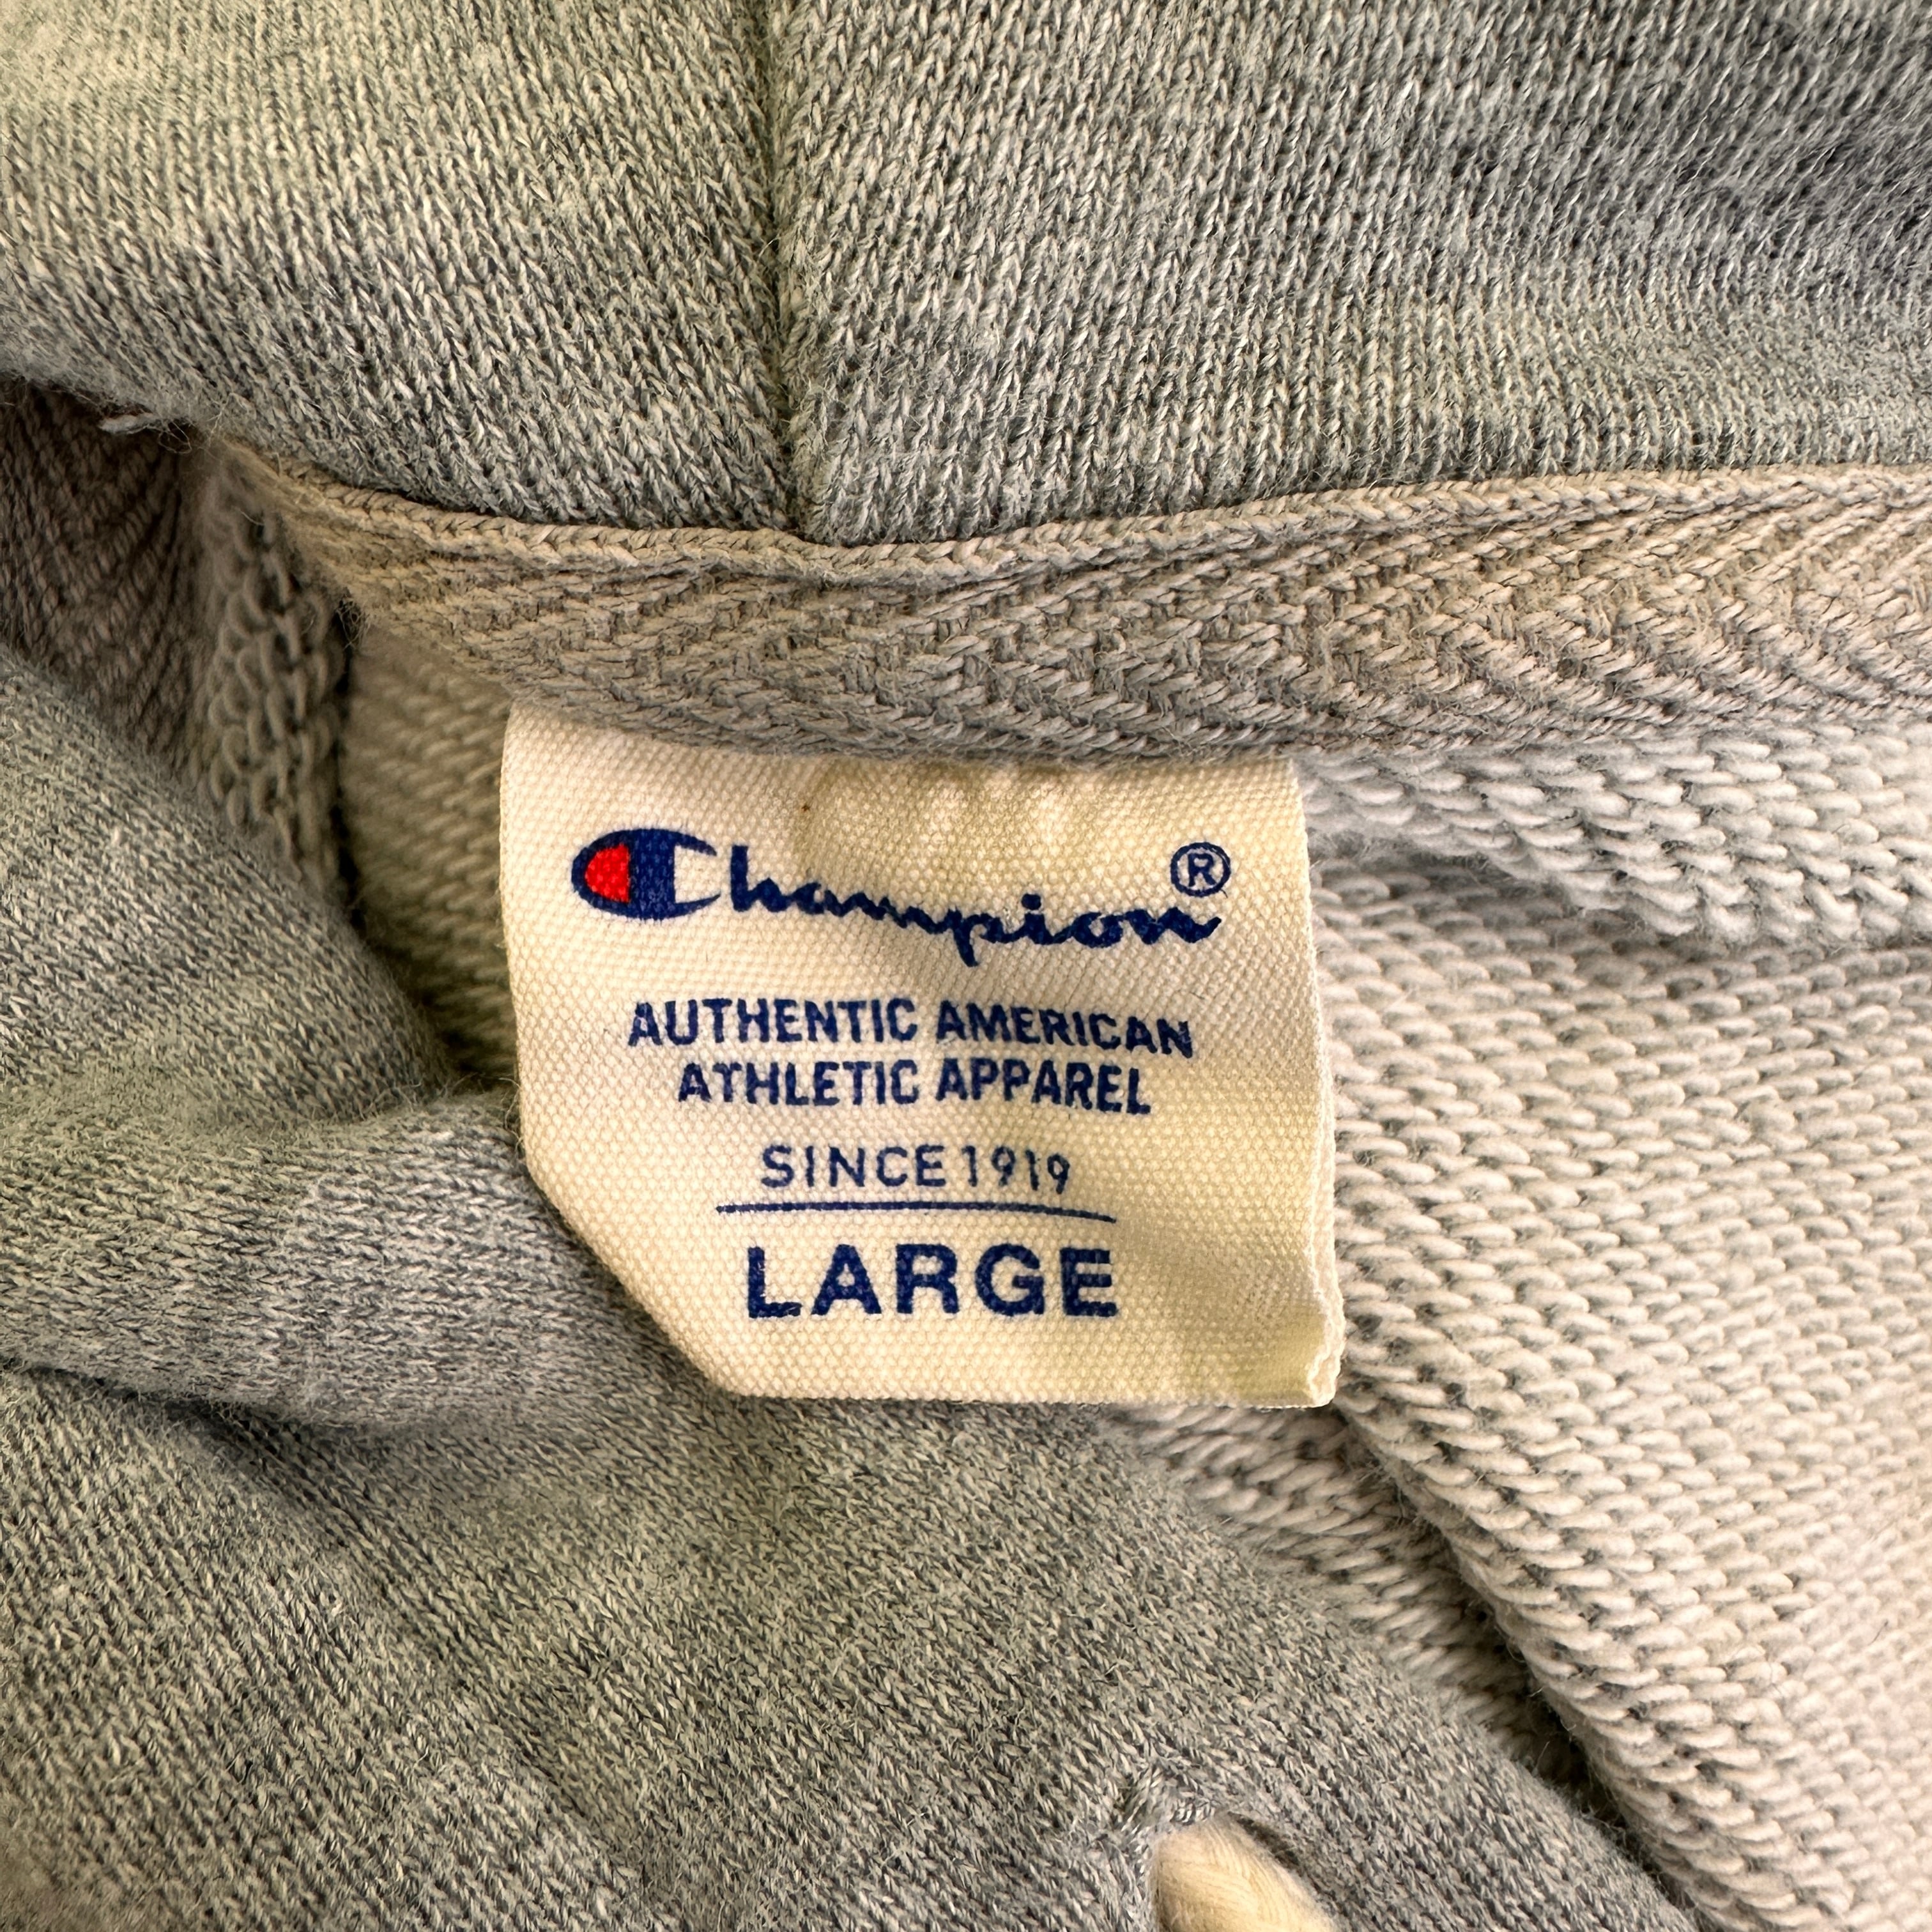 Champion®
AUTHENTIC AMERICAN
ATHLETIC APPAREL
SINCE 1919
LARGE